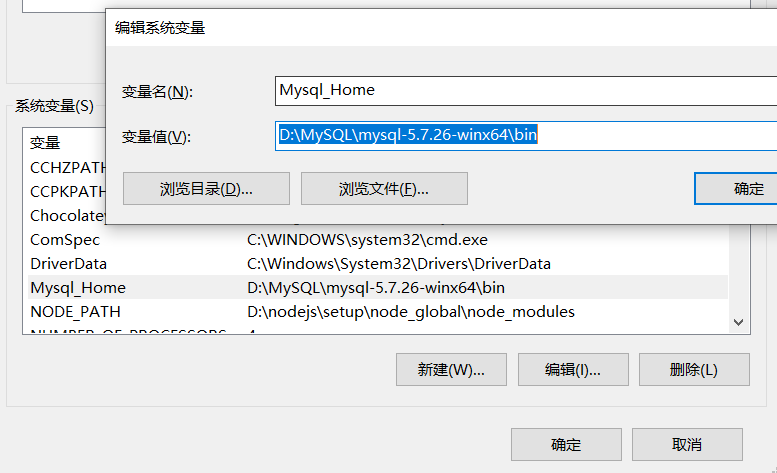 编辑系统变量
变量名(N):
Mysql_Home
变量值(V):
D:\MySQL\mysql-5.7.26-winx64\bin
浏览目录(D)...
浏览文件(F)...
确定
系统变量(S)
变量
CCHZPATH
CCPKPATH
Chocolatey
ComSpec C:\WINDOWS\system32\cmd.exe
DriverData C:\Windows\System32\Drivers\DriverData
Mysql_Home D:\MySQL\mysql-5.7.26-winx64\bin
NODE_PATH D:\nodejs\setup\node_global\node_modules
NUMBER_OF_PROCESSORS 4
新建(W)... 编辑(I)... 删除(L)
确定 取消